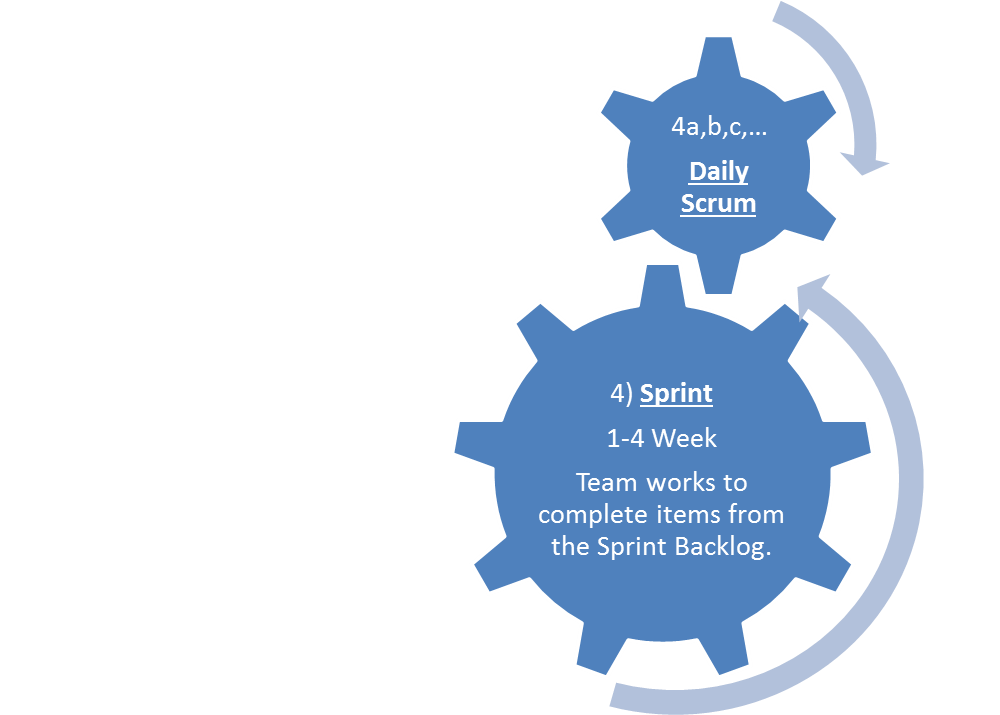 4a,b,c,...
Daily
Scrum
4) Sprint
1-4 Week
Team works to
complete items from
the Sprint Backlog.